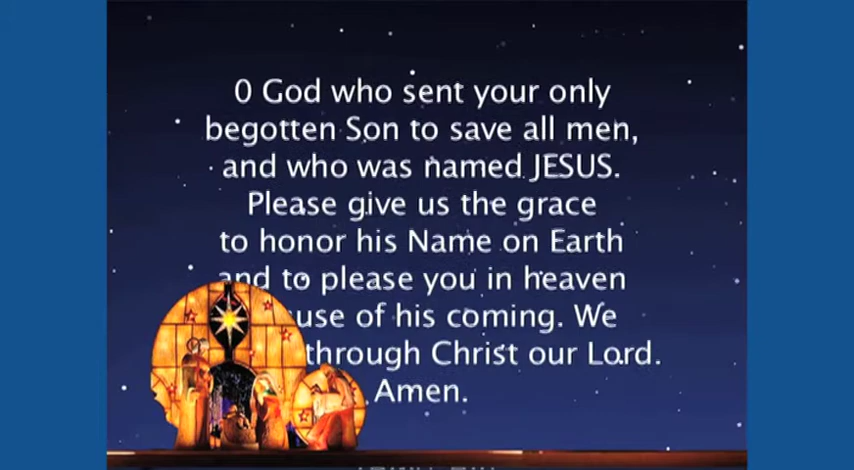 0 God who sent your only
begotten Son to save all men,
and who was named JESUS.
Please give us the grace
to honor his Name on Earth
and to please you in heaven
use of his coming. We
through Christ our Lord.
Amen.